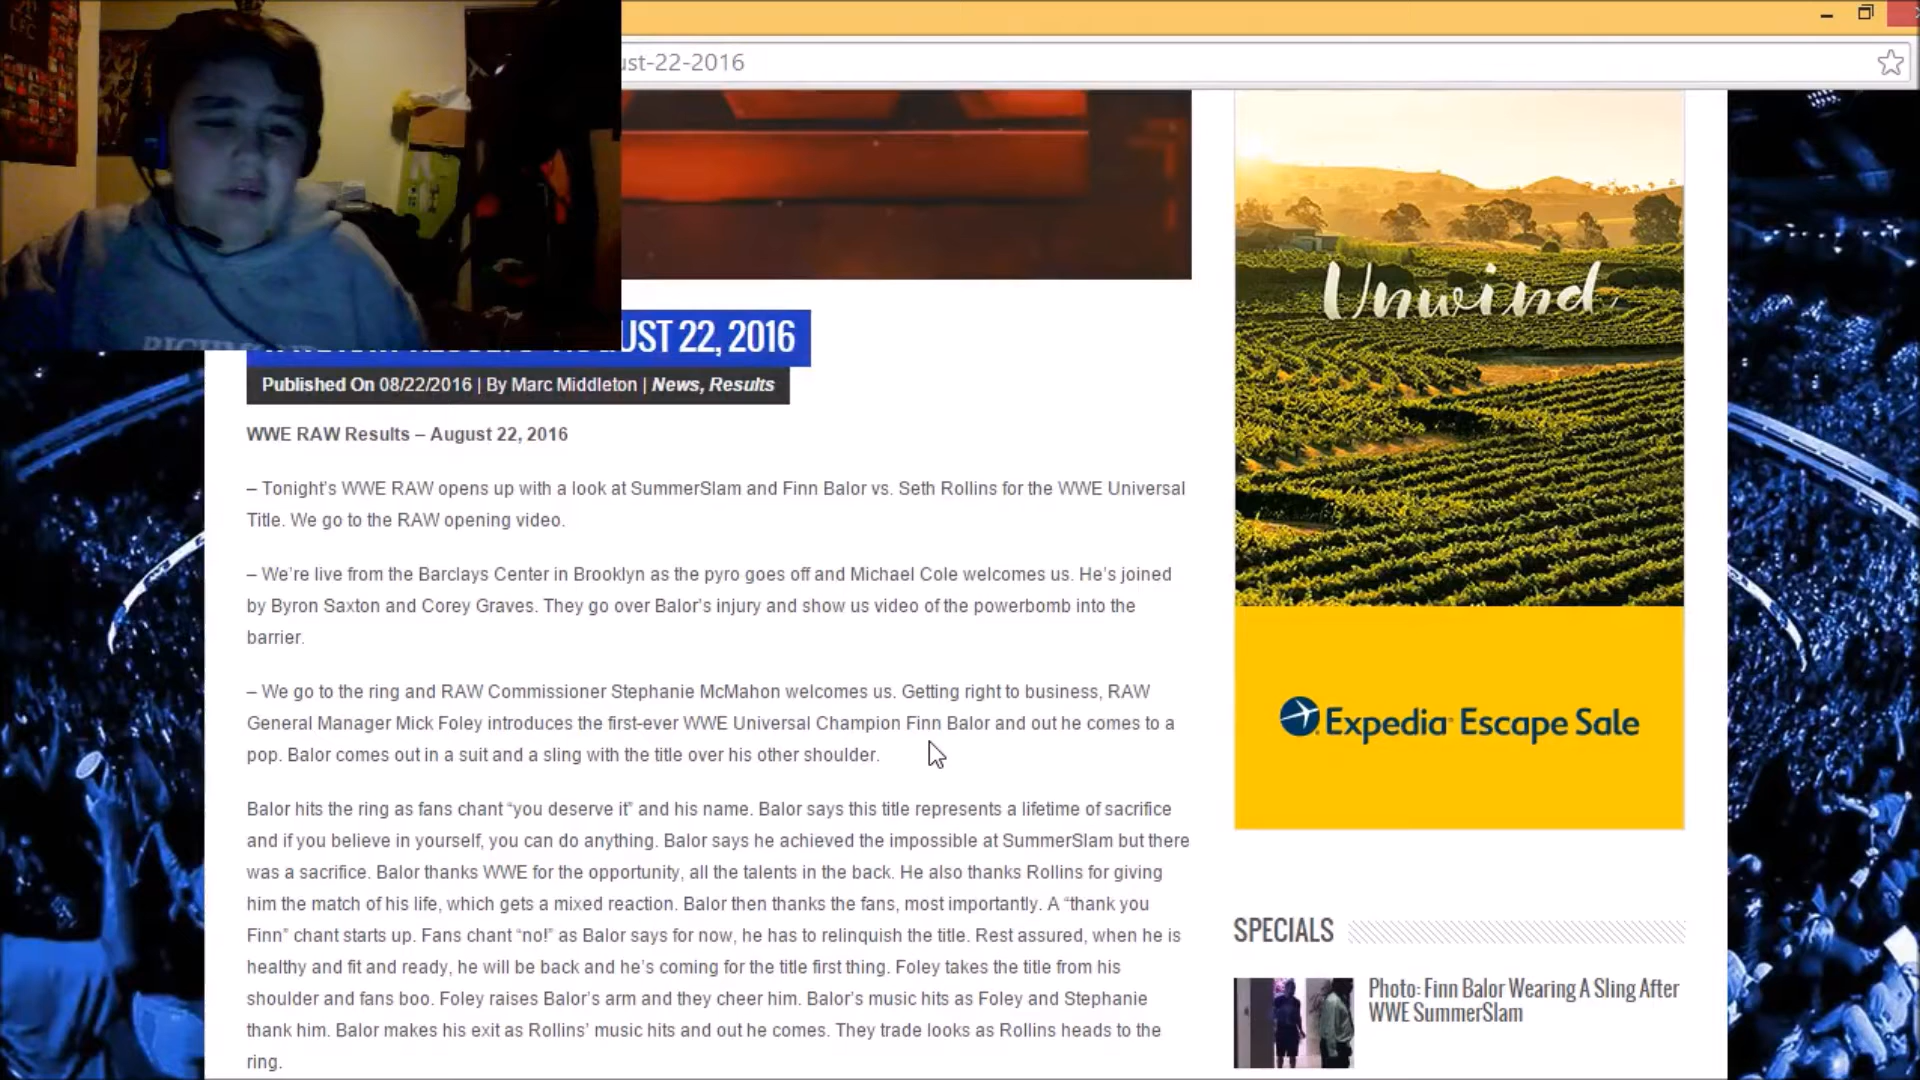 ust-22-2016
Unwind
UST 22, 2016
Published On 08/22/2016 | By Marc Middleton | News, Results
WWE RAW Results – August 22, 2016
– Tonight's WWE RAW opens up with a look at SummerSlam and Finn Balor vs. Seth Rollins for the WWE Universal
Title. We go to the RAW opening video.
– We're live from the Barclays Center in Brooklyn as the pyro goes off and Michael Cole welcomes us. He's joined
by Byron Saxton and Corey Graves. They go over Balor's injury and show us video of the powerbomb into the
barrier.
– We go to the ring and RAW Commissioner Stephanie McMahon welcomes us. Getting right to business, RAW
General Manager Mick Foley introduces the first-ever WWE Universal Champion Finn Balor and out he comes to a
pop. Balor comes out in a suit and a sling with the title over his other shoulder.
Balor hits the ring as fans chant “you deserve it” and his name. Balor says this title represents a lifetime of sacrifice
and if you believe in yourself, you can do anything. Balor says he achieved the impossible at SummerSlam but there
was a sacrifice. Balor thanks WWE for the opportunity, all the talents in the back. He also thanks Rollins for giving
him the match of his life, which gets a mixed reaction. Balor then thanks the fans, most importantly. A “thank you
Finn” chant starts up. Fans chant “no!” as Balor says for now, he has to relinquish the title. Rest assured, when he is
healthy and fit and ready, he will be back and he's coming for the title first thing. Foley takes the title from his
shoulder and fans boo. Foley raises Balor's arm and they cheer him. Balor's music hits as Foley and Stephanie
thank him. Balor makes his exit as Rollins' music hits and out he comes. They trade looks as Rollins heads to the
ring.
Expedia Escape Sale
SPECIALS
Photo: Finn Balor Wearing A Sling After
WWE SummerSlam